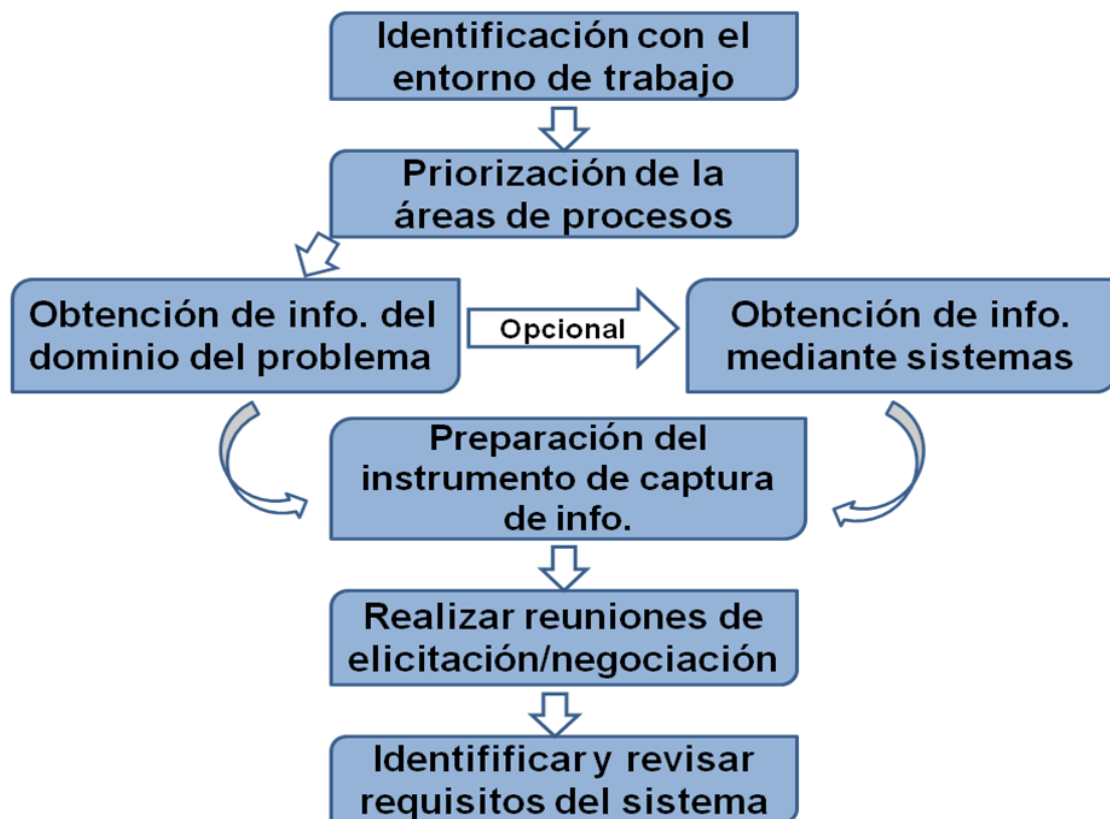 Identificación con el
entorno de trabajo
Priorización de la
áreas de procesos
Obtención de info. del
dominio del problema
Opcional
Obtención de info.
mediante sistemas
Preparación del
instrumento de captura
de info.
Realizar reuniones de
elicitación/negociación
Identifificar y revisar
requisitos del sistema